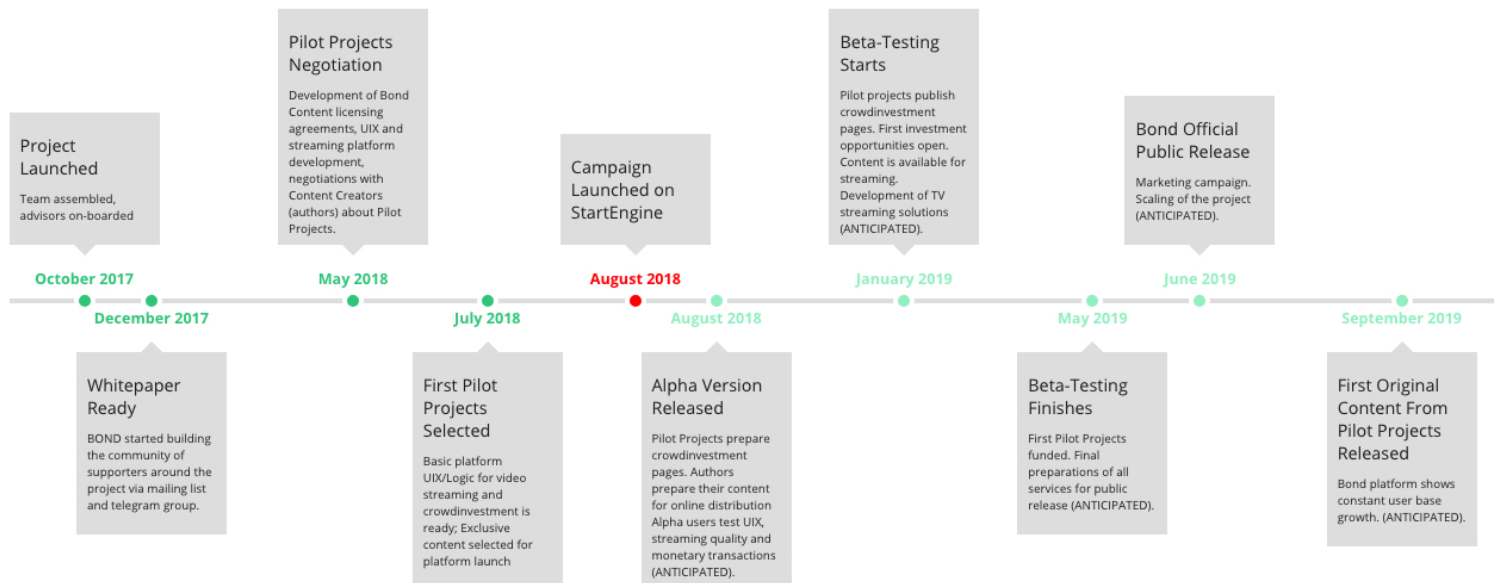 Project
Launched
Team assembled,
advisors on-boarded
October 2017
Whitepaper
Ready
BOND started building
the community of
supporters around the
project via mailing list
and telegram group.
December 2017
Pilot Projects
Negotiation
Development of Bond
Content licensing
agreements, UIX and
streaming platform
development,
negotiations with
Content Creators
(authors) about Pilot
Projects.
May 2018
July 2018
First Pilot
Projects
Selected
Basic platform
UIX/Logic for video
streaming and
crowdinvestment is
ready; Exclusive
content selected for
platform launch
Campaign
Launched on
StartEngine
August 2018
August 2018
Alpha Version
Released
Pilot Projects prepare
crowdinvestment
pages. Authors
prepare their content
for online distribution
Alpha users test UIX,
streaming quality and
monetary transactions
(ANTICIPATED).
Beta-Testing
Starts
Pilot projects publish
crowdinvestment
pages. First investment
opportunities open.
Content is available for
streaming.
Development of TV
streaming solutions
(ANTICIPATED).
January 2019
May 2019
Beta-Testing
Finishes
First Pilot Projects
funded. Final
preparations of all
services for public
release (ANTICIPATED).
Bond Official
Public Release
Marketing campaign.
Scaling of the project
(ANTICIPATED).
June 2019
September 2019
First Original
Content From
Pilot Projects
Released
Bond platform shows
constant user base
growth. (ANTICIPATED).